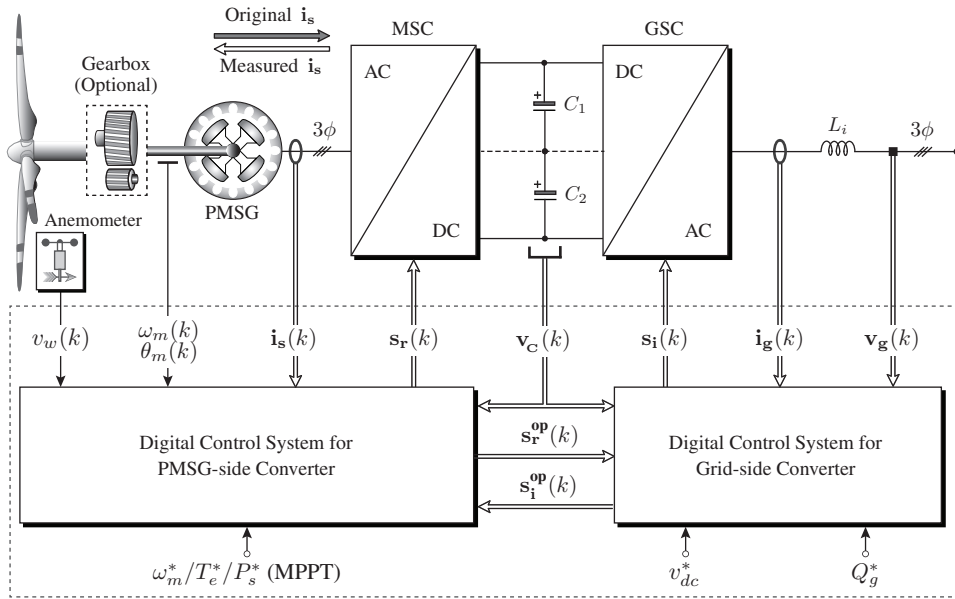 Original i_s
Measured i_s
MSC
GSC
Gearbox
(Optional)
AC
DC
DC
AC
C_1
C_2
3ϕ
L_i
3ϕ
PMSG
Anemometer
v_w(k)
ω_m(k)
θ_m(k)
i_s(k)
s_r(k)
v_C(k)
s_i(k)
i_g(k)
v_g(k)
Digital Control System for
PMSG-side Converter
s_r^op(k)
s_i^op(k)
Digital Control System for
Grid-side Converter
ω_m^*/T_e^*/P_s^* (MPPT)
v_dc^*
Q_g^*